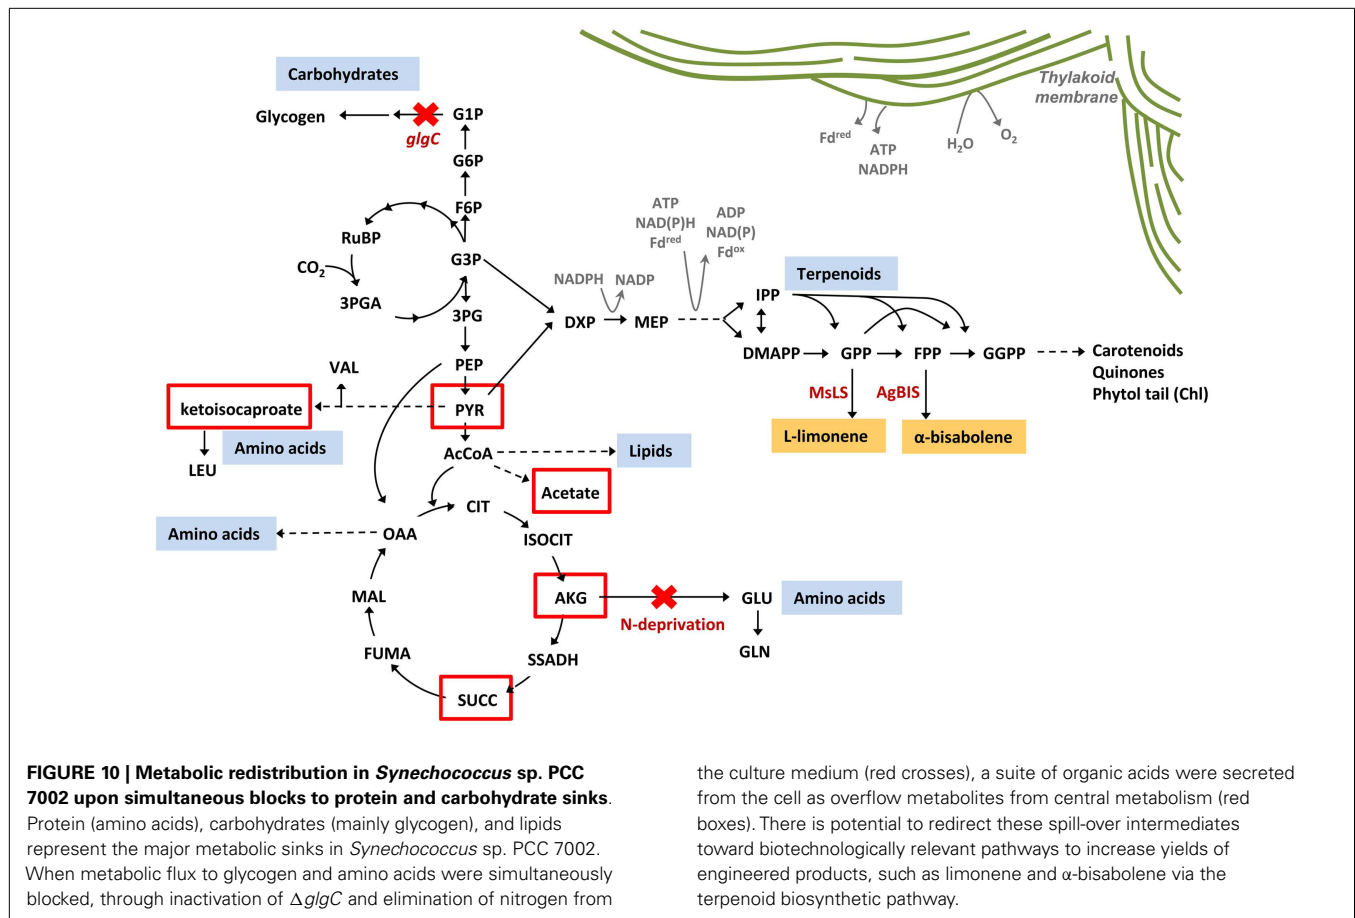 Carbohydrates
Glycogen
G1P
glgC
G6P
F6P
RuBP
CO2
G3P
3PGA
3PG
PEP
VAL
ketoisocaproate
PYR
LEU
Amino acids
AcCoA
Lipids
Acetate
CIT
Amino acids
OAA
ISOCIT
MAL
AKG
N-deprivation
GLU
Amino acids
GLN
FUMA
SSADH
SUCC
Thylakoid
membrane
Fd^red
ATP
NADPH
H2O
O2
ATP
NAD(P)H
Fd^red
ADP
NAD(P)
Fd^ox
NADPH
NADP
DXP
MEP
Terpenoids
IPP
DMAPP
GPP
FPP
GGPP
Carotenoids
Quinones
Phytol tail (Chl)
MsLS
AgBIS
L-limonene
α-bisabolene
FIGURE 10 | Metabolic redistribution in Synechococcus sp. PCC
7002 upon simultaneous blocks to protein and carbohydrate sinks.
Protein (amino acids), carbohydrates (mainly glycogen), and lipids
represent the major metabolic sinks in Synechococcus sp. PCC 7002.
When metabolic flux to glycogen and amino acids were simultaneously
blocked, through inactivation of ΔglgC and elimination of nitrogen from
the culture medium (red crosses), a suite of organic acids were secreted
from the cell as overflow metabolites from central metabolism (red
boxes). There is potential to redirect these spill-over intermediates
toward biotechnologically relevant pathways to increase yields of
engineered products, such as limonene and α-bisabolene via the
terpenoid biosynthetic pathway.